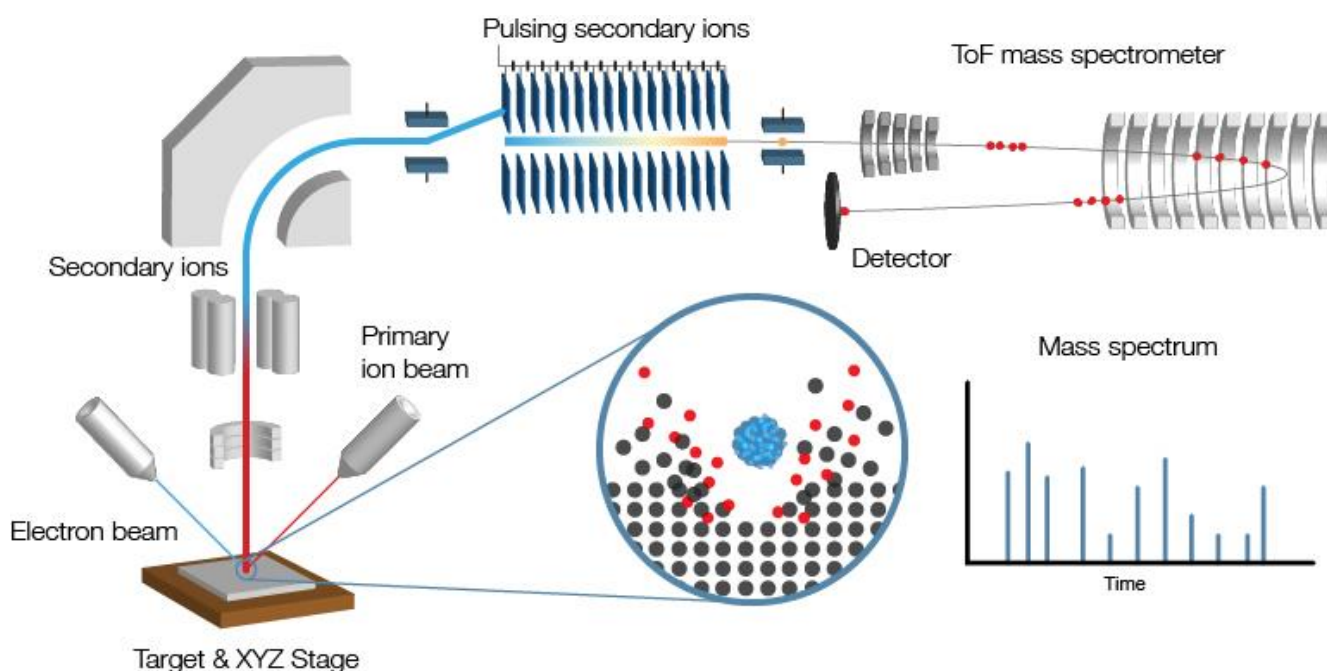 Pulsing secondary ions
ToF mass spectrometer
Secondary ions
Detector
Primary
ion beam
Mass spectrum
Electron beam
Time
Target & XYZ Stage